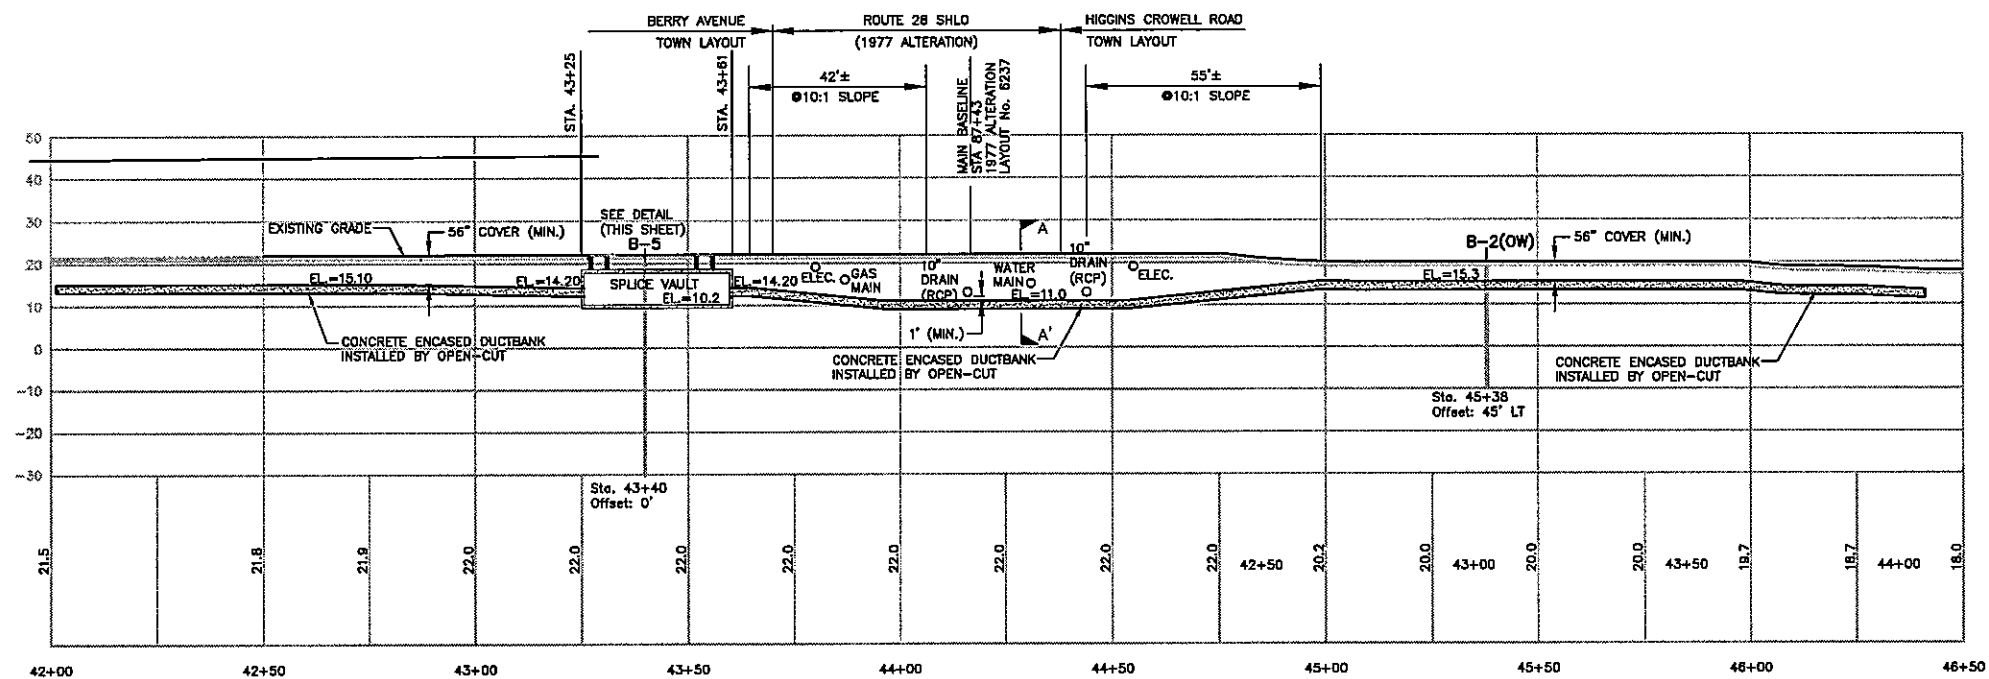 BERRY AVENUE
TOWN LAYOUT
ROUTE 28 SHLO
(1977 ALTERATION)
HIGGINS CROWELL ROAD
TOWN LAYOUT
STA. 43+25
STA. 43+61
42'±
@10:1 SLOPE
MAIN BASELINE
STA 87+43
1977 ALTERATION
LAYOUT No. 6237
55'±
@10:1 SLOPE
50
40
30
20
10
0
-10
-20
-30
EXISTING GRADE
56" COVER (MIN.)
SEE DETAIL
(THIS SHEET)
B-5
A
10"
DRAIN
(RCP)
B-2(OW)
56" COVER (MIN.)
EL.=15.10
EL.=14.20
SPLICE VAULT
EL.=10.2
EL.=14.20
ELEC.
GAS
MAIN
10"
DRAIN
(RCP)
WATER
MAIN
EL.=11.0
ELEC.
EL.=15.3
CONCRETE ENCASED DUCTBANK
INSTALLED BY OPEN-CUT
1' (MIN.)
A'
CONCRETE ENCASED DUCTBANK
INSTALLED BY OPEN-CUT
CONCRETE ENCASED DUCTBANK
INSTALLED BY OPEN-CUT
Sta. 45+38
Offset: 45' LT
Sta. 43+40
Offset: 0'
21.5
21.8
21.9
22.0
22.0
22.0
22.0
22.0
22.0
22.0
42+50
20.2
20.0
43+00
20.0
20.0
43+50
19.7
18.7
44+00
18.0
42+00
42+50
43+00
43+50
44+00
44+50
45+00
45+50
46+00
46+50